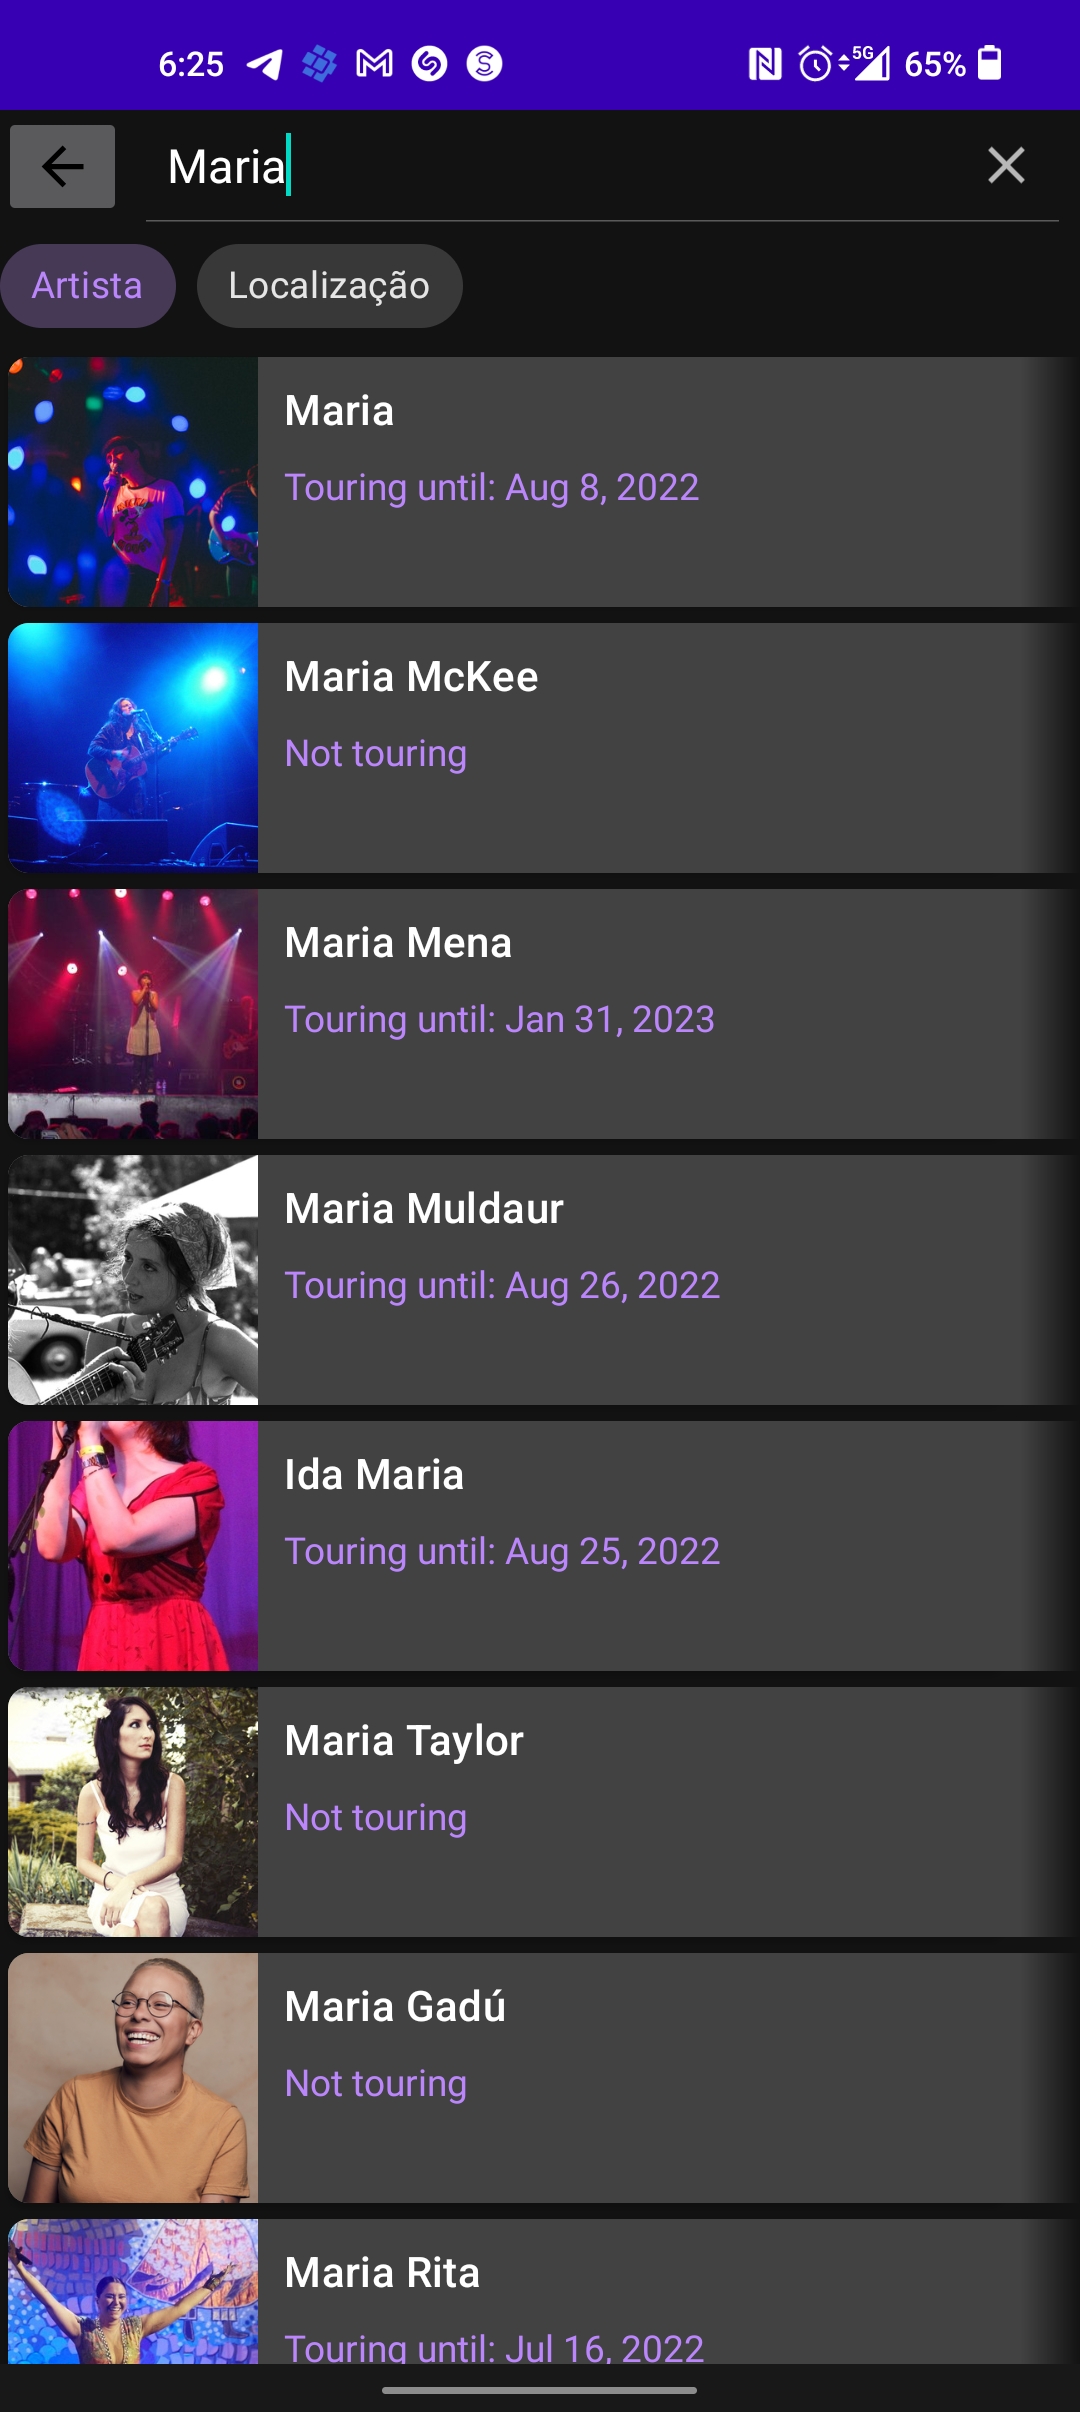 6:25 5G 65%
Maria
Artista Localização
Maria
Touring until: Aug 8, 2022
Maria McKee
Not touring
Maria Mena
Touring until: Jan 31, 2023
Maria Muldaur
Touring until: Aug 26, 2022
Ida Maria
Touring until: Aug 25, 2022
Maria Taylor
Not touring
Maria Gadú
Not touring
Maria Rita
Touring until: Jul 16, 2022